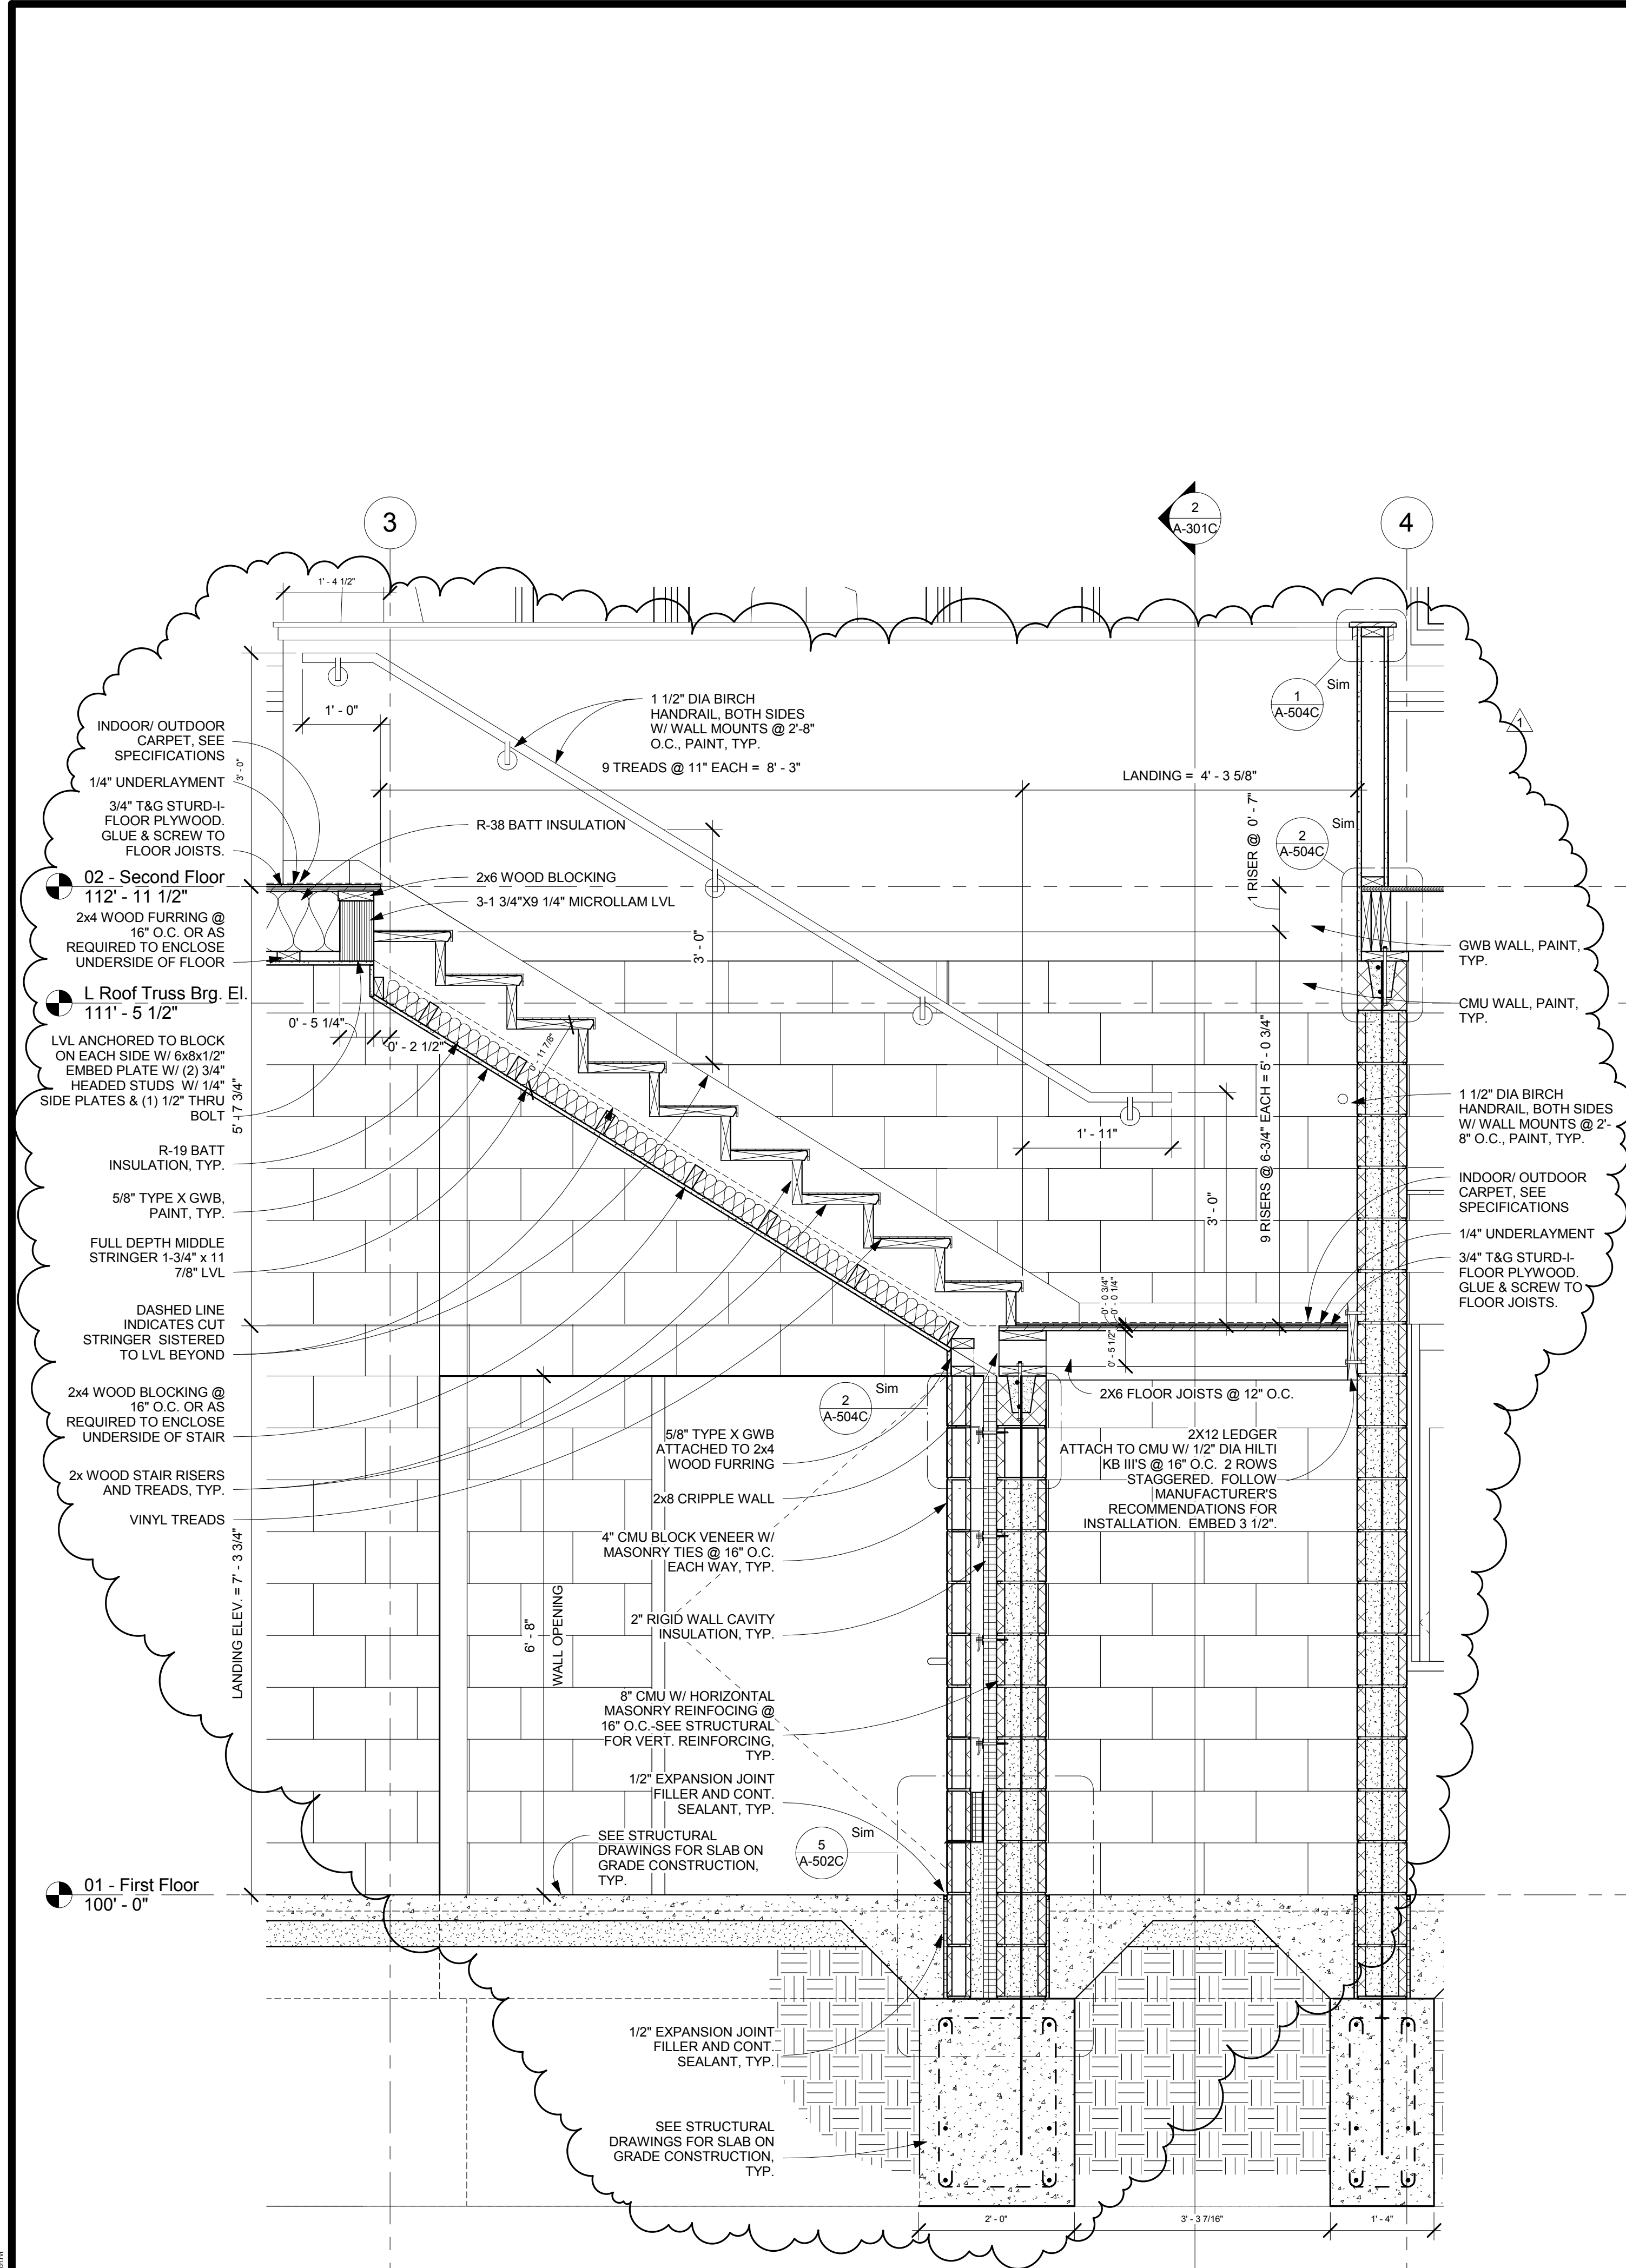 3
2
A-301C
4
1' - 4 1/2"
1' - 0"
1 1/2" DIA BIRCH
HANDRAIL, BOTH SIDES
W/ WALL MOUNTS @ 2'-8"
O.C., PAINT, TYP.
9 TREADS @ 11" EACH = 8' - 3"
LANDING = 4' - 3 5/8"
1
A-504C
Sim
1
INDOOR/ OUTDOOR
CARPET, SEE
SPECIFICATIONS
1/4" UNDERLAYMENT
3' - 0"
3/4" T&G STURD-I-
FLOOR PLYWOOD.
GLUE & SCREW TO
FLOOR JOISTS.
R-38 BATT INSULATION
1 RISER @ 0' - 7"
2
A-504C
Sim
02 - Second Floor
112' - 11 1/2"
2x6 WOOD BLOCKING
3-1 3/4"X9 1/4" MICROLLAM LVL
2x4 WOOD FURRING @
16" O.C. OR AS
REQUIRED TO ENCLOSE
UNDERSIDE OF FLOOR
3' - 0"
GWB WALL, PAINT,
TYP.
L Roof Truss Brg. El.
111' - 5 1/2"
CMU WALL, PAINT,
TYP.
0' - 5 1/4"
0' - 2 1/2"
0' - 11 7/8"
LVL ANCHORED TO BLOCK
ON EACH SIDE W/ 6x8x1/2"
EMBED PLATE W/ (2) 3/4"
HEADED STUDS W/ 1/4"
SIDE PLATES & (1) 1/2" THRU
BOLT
5' - 7 3/4"
9 RISERS @ 6-3/4" EACH = 5' - 0 3/4"
1 1/2" DIA BIRCH
HANDRAIL, BOTH SIDES
W/ WALL MOUNTS @ 2'-
8" O.C., PAINT, TYP.
1' - 11"
R-19 BATT
INSULATION, TYP.
3' - 0"
INDOOR/ OUTDOOR
CARPET, SEE
SPECIFICATIONS
5/8" TYPE X GWB,
PAINT, TYP.
1/4" UNDERLAYMENT
3/4" T&G STURD-I-
FLOOR PLYWOOD.
GLUE & SCREW TO
FLOOR JOISTS.
FULL DEPTH MIDDLE
STRINGER 1-3/4" x 11
7/8" LVL
DASHED LINE
INDICATES CUT
STRINGER SISTERED
TO LVL BEYOND
0' - 0 3/4"
0' - 0 1/4"
0' - 5 1/2"
2x4 WOOD BLOCKING @
16" O.C. OR AS
REQUIRED TO ENCLOSE
UNDERSIDE OF STAIR
2
A-504C
Sim
2X6 FLOOR JOISTS @ 12" O.C.
5/8" TYPE X GWB
ATTACHED TO 2x4
WOOD FURRING
2X12 LEDGER
ATTACH TO CMU W/ 1/2" DIA HILTI
KB III'S @ 16" O.C. 2 ROWS
STAGGERED. FOLLOW
MANUFACTURER'S
RECOMMENDATIONS FOR
INSTALLATION. EMBED 3 1/2".
2x WOOD STAIR RISERS
AND TREADS, TYP.
2x8 CRIPPLE WALL
VINYL TREADS
4" CMU BLOCK VENEER W/
MASONRY TIES @ 16" O.C.
EACH WAY, TYP.
LANDING ELEV. = 7' - 3 3/4"
6' - 8"
WALL OPENING
2" RIGID WALL CAVITY
INSULATION, TYP.
8" CMU W/ HORIZONTAL
MASONRY REINFOCING @
16" O.C.-SEE STRUCTURAL
FOR VERT. REINFORCING,
TYP.
1/2" EXPANSION JOINT
FILLER AND CONT.
SEALANT, TYP.
SEE STRUCTURAL
DRAWINGS FOR SLAB ON
GRADE CONSTRUCTION,
TYP.
5
A-502C
Sim
01 - First Floor
100' - 0"
1/2" EXPANSION JOINT
FILLER AND CONT.
SEALANT, TYP.
SEE STRUCTURAL
DRAWINGS FOR SLAB ON
GRADE CONSTRUCTION,
TYP.
2' - 0"
3' - 3 7/16"
1' - 4"